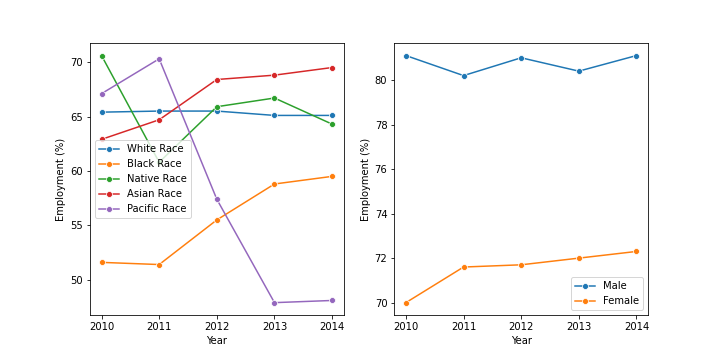 70
65
60
55
50
Employment (%)
2010 2011 2012 2013 2014
Year
White Race
Black Race
Native Race
Asian Race
Pacific Race
80
78
76
74
72
70
Employment (%)
2010 2011 2012 2013 2014
Year
Male
Female